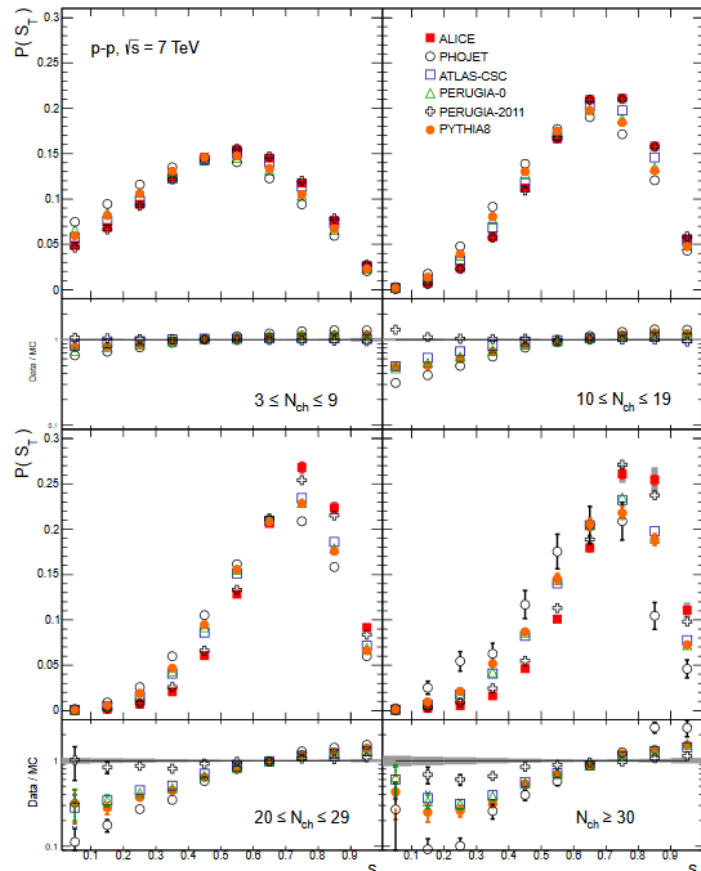 P( S_T )
0.3
0.25
0.2
0.15
0.1
0.05
0
p-p, √s = 7 TeV
ALICE
PHOJET
ATLAS-CSC
PERUGIA-0
PERUGIA-2011
PYTHIA8
Data / MC
1
0.1
3 ≤ N_ch ≤ 9
10 ≤ N_ch ≤ 19
P( S_T )
0.3
0.25
0.2
0.15
0.1
0.05
0
Data / MC
1
0.1
20 ≤ N_ch ≤ 29
N_ch ≥ 30
0.1 0.2 0.3 0.4 0.5 0.6 0.7 0.8 0.9
0.1 0.2 0.3 0.4 0.5 0.6 0.7 0.8 0.9